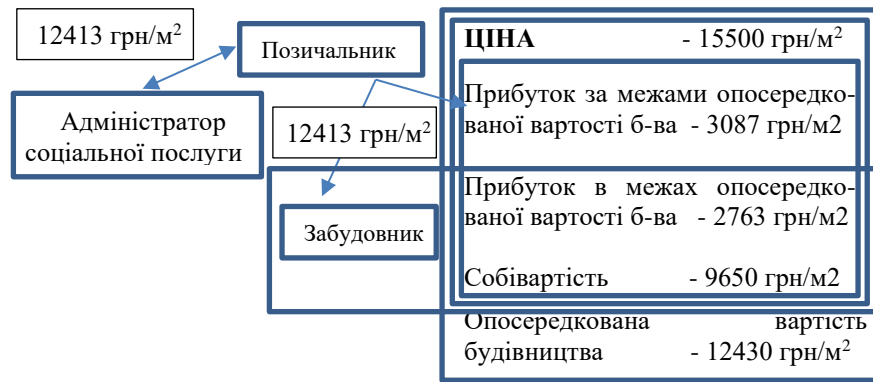 12413 грн/м²
Позичальник
Адміністратор
соціальної послуги
12413 грн/м²
Забудовник
ЦІНА - 15500 грн/м²
Прибуток за межами опосередко-
ваної вартості б-ва - 3087 грн/м2
Прибуток в межах опосередко-
ваної вартості б-ва - 2763 грн/м2
Собівартість - 9650 грн/м2
Опосередкована вартість
будівництва - 12430 грн/м²